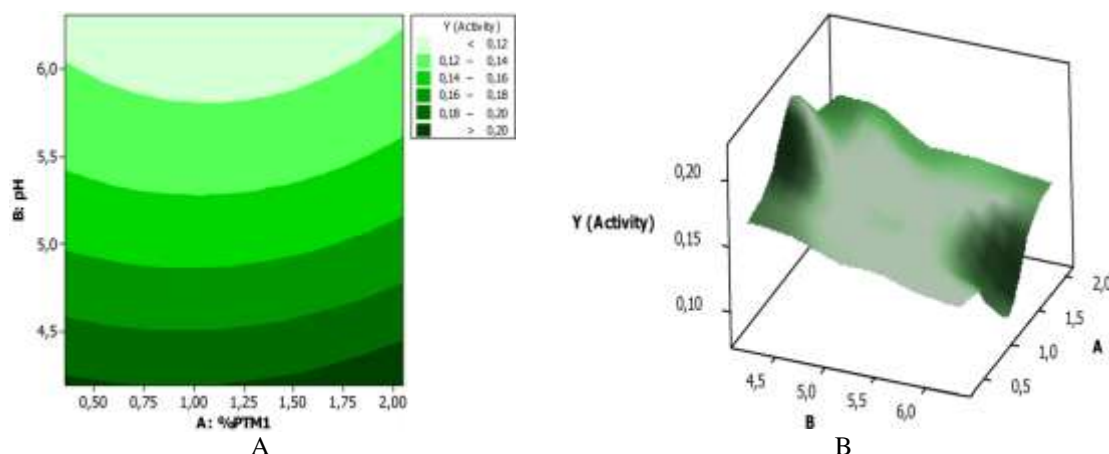 Y (Activity)
< 0,12
0,12 – 0,14
0,14 – 0,16
0,16 – 0,18
0,18 – 0,20
> 0,20
6,0
5,5
5,0
4,5
B: pH
0,50 0,75 1,00 1,25 1,50 1,75 2,00
A: %PTM1
A
0,20
Y (Activity)
0,15
0,10
4,5 5,0 5,5 6,0
B
2,0
1,5
1,0
0,5
A
B